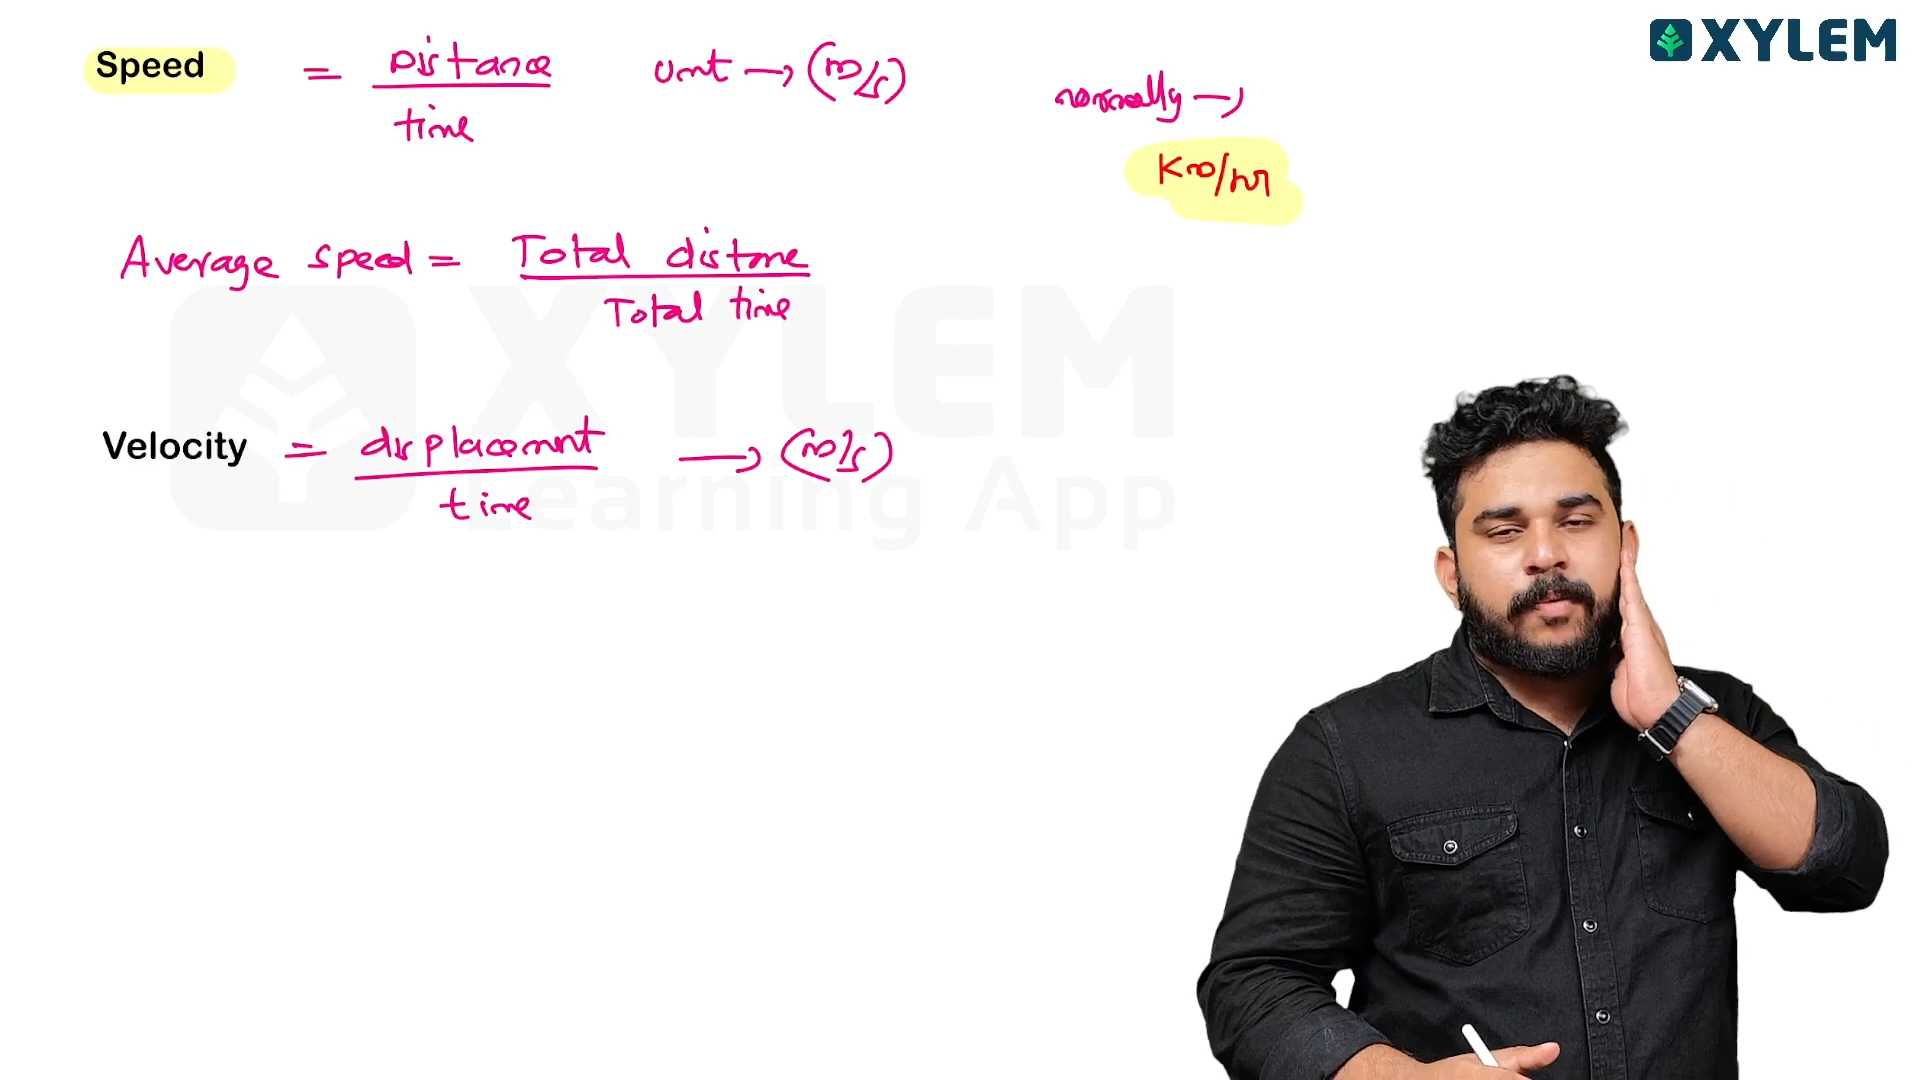 XYLEM
Speed = Distance / time unit → (m/s)
normally →
Km/hr
Average speed = Total distance / Total time
Velocity = displacement / time → (m/s)
XYLEM
Learning App